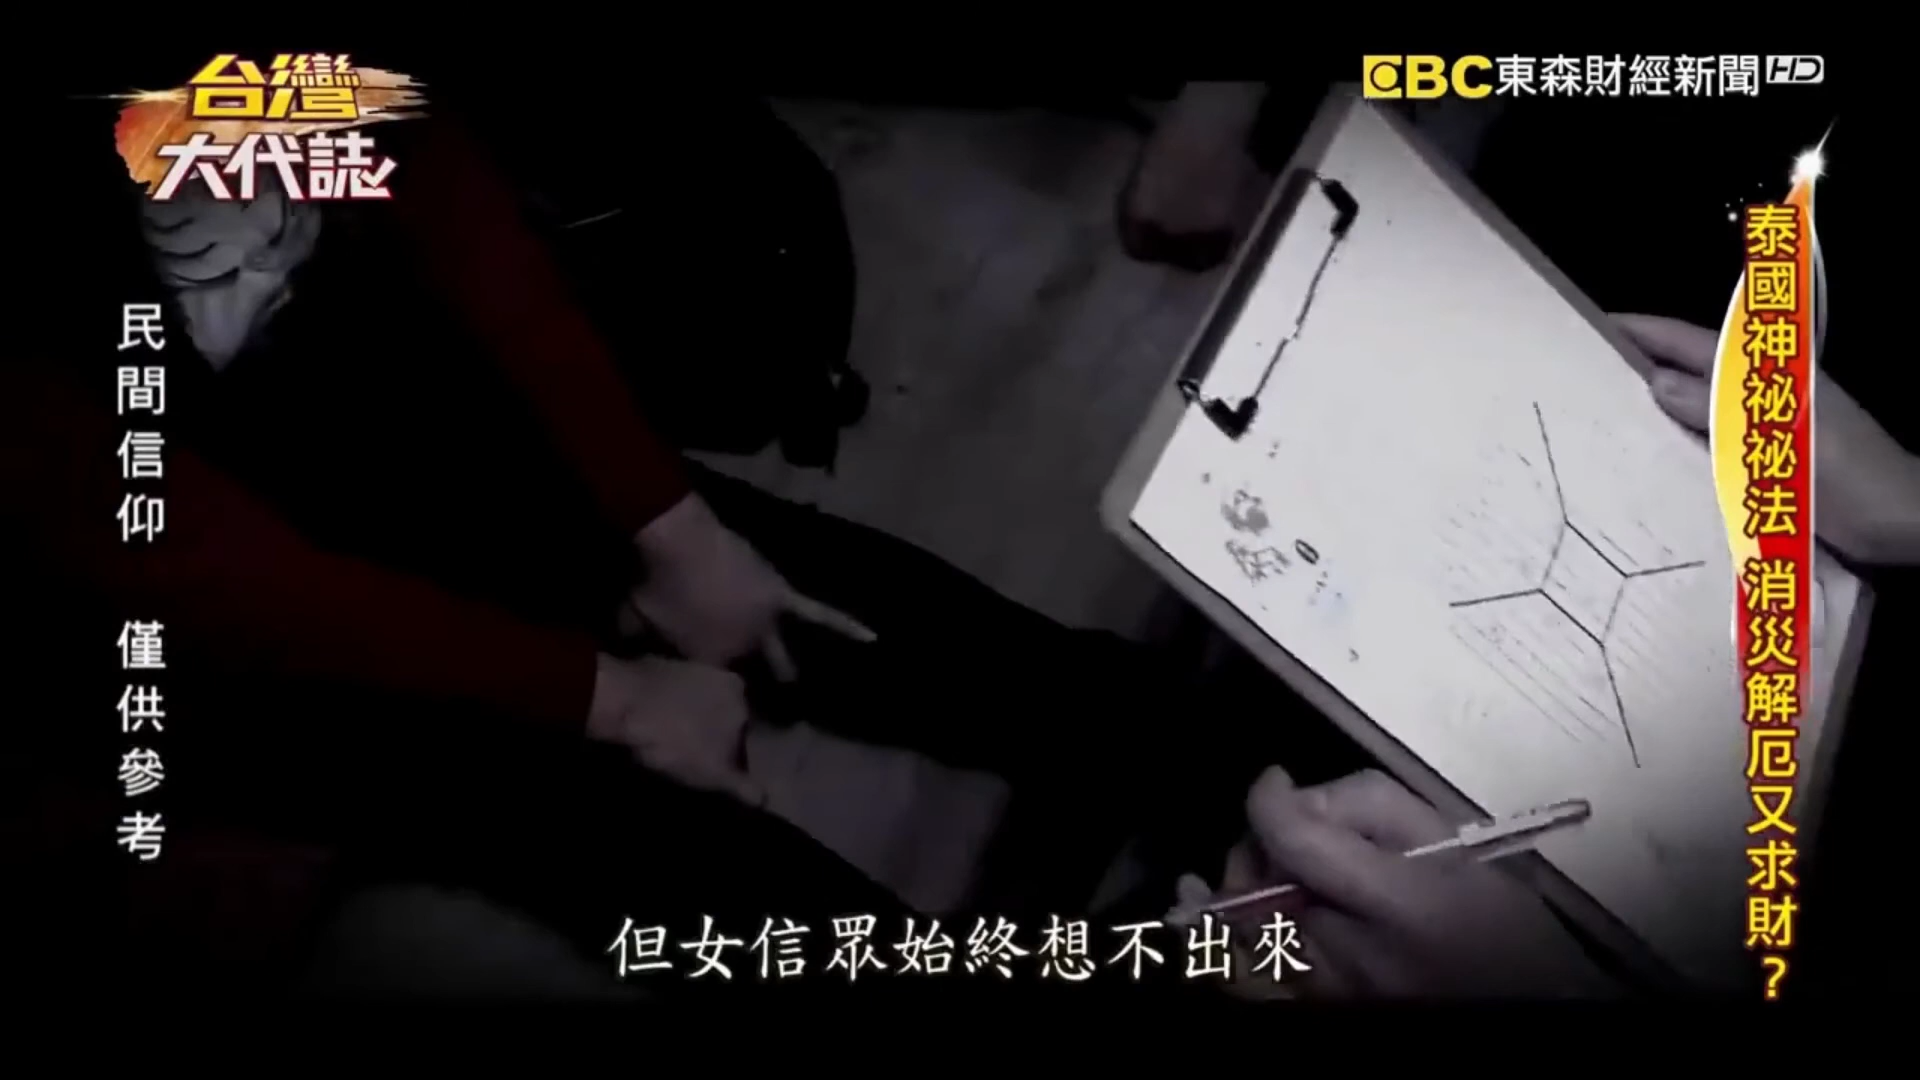 台灣
大代誌
EBC東森財經新聞HD
民間信仰 僅供參考
泰國神祕祕法 消災解厄又求財?
但女信眾始終想不出來